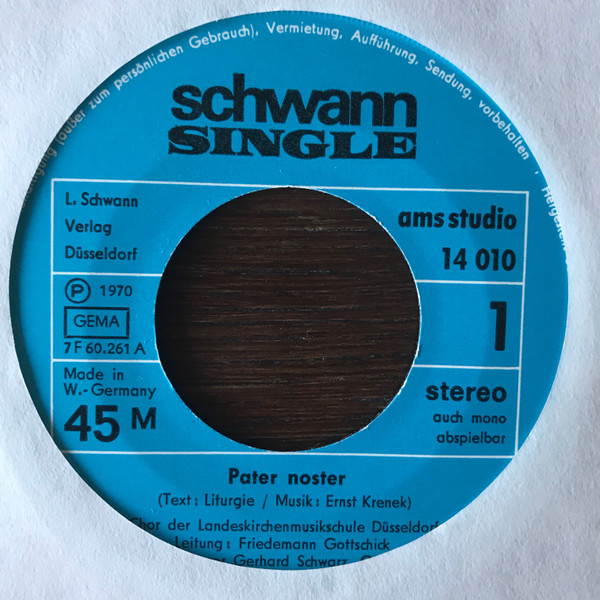 (außer zum persönlichen Gebrauch), Vermietung, Aufführung, Sendung, vorbehalten
schwann
SINGLE
L. Schwann
Verlag
Düsseldorf
ams studio
14 010
Ⓟ 1970
GEMA
7 F 60.261 A
1
Made in
W.-Germany
45 M
stereo
auch mono
abspielbar
Pater noster
(Text: Liturgie / Musik: Ernst Krenek)
Chor der Landeskirchenmusikschule Düsseldorf
Leitung: Friedemann Gottschick
Gerhard Schwarz,